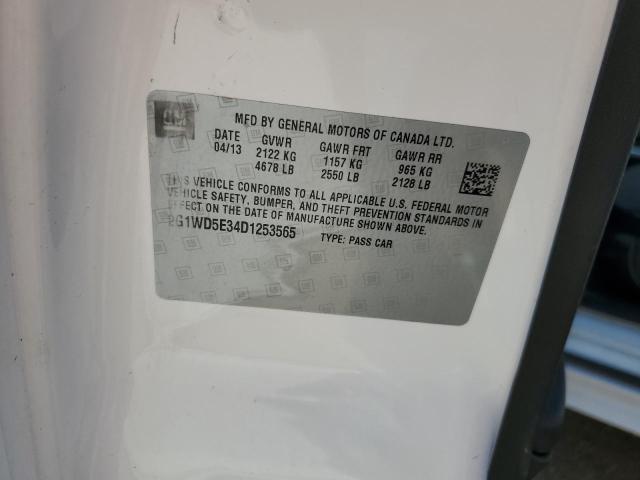 MFD BY GENERAL MOTORS OF CANADA LTD.
DATE GVWR GAWR FRT GAWR RR
04/13 2122 KG 1157 KG 965 KG
4678 LB 2550 LB 2128 LB
THIS VEHICLE CONFORMS TO ALL APPLICABLE U.S. FEDERAL MOTOR
VEHICLE SAFETY, BUMPER, AND THEFT PREVENTION STANDARDS IN
EFFECT ON THE DATE OF MANUFACTURE SHOWN ABOVE.
2G1WD5E34D1253565 TYPE: PASS CAR